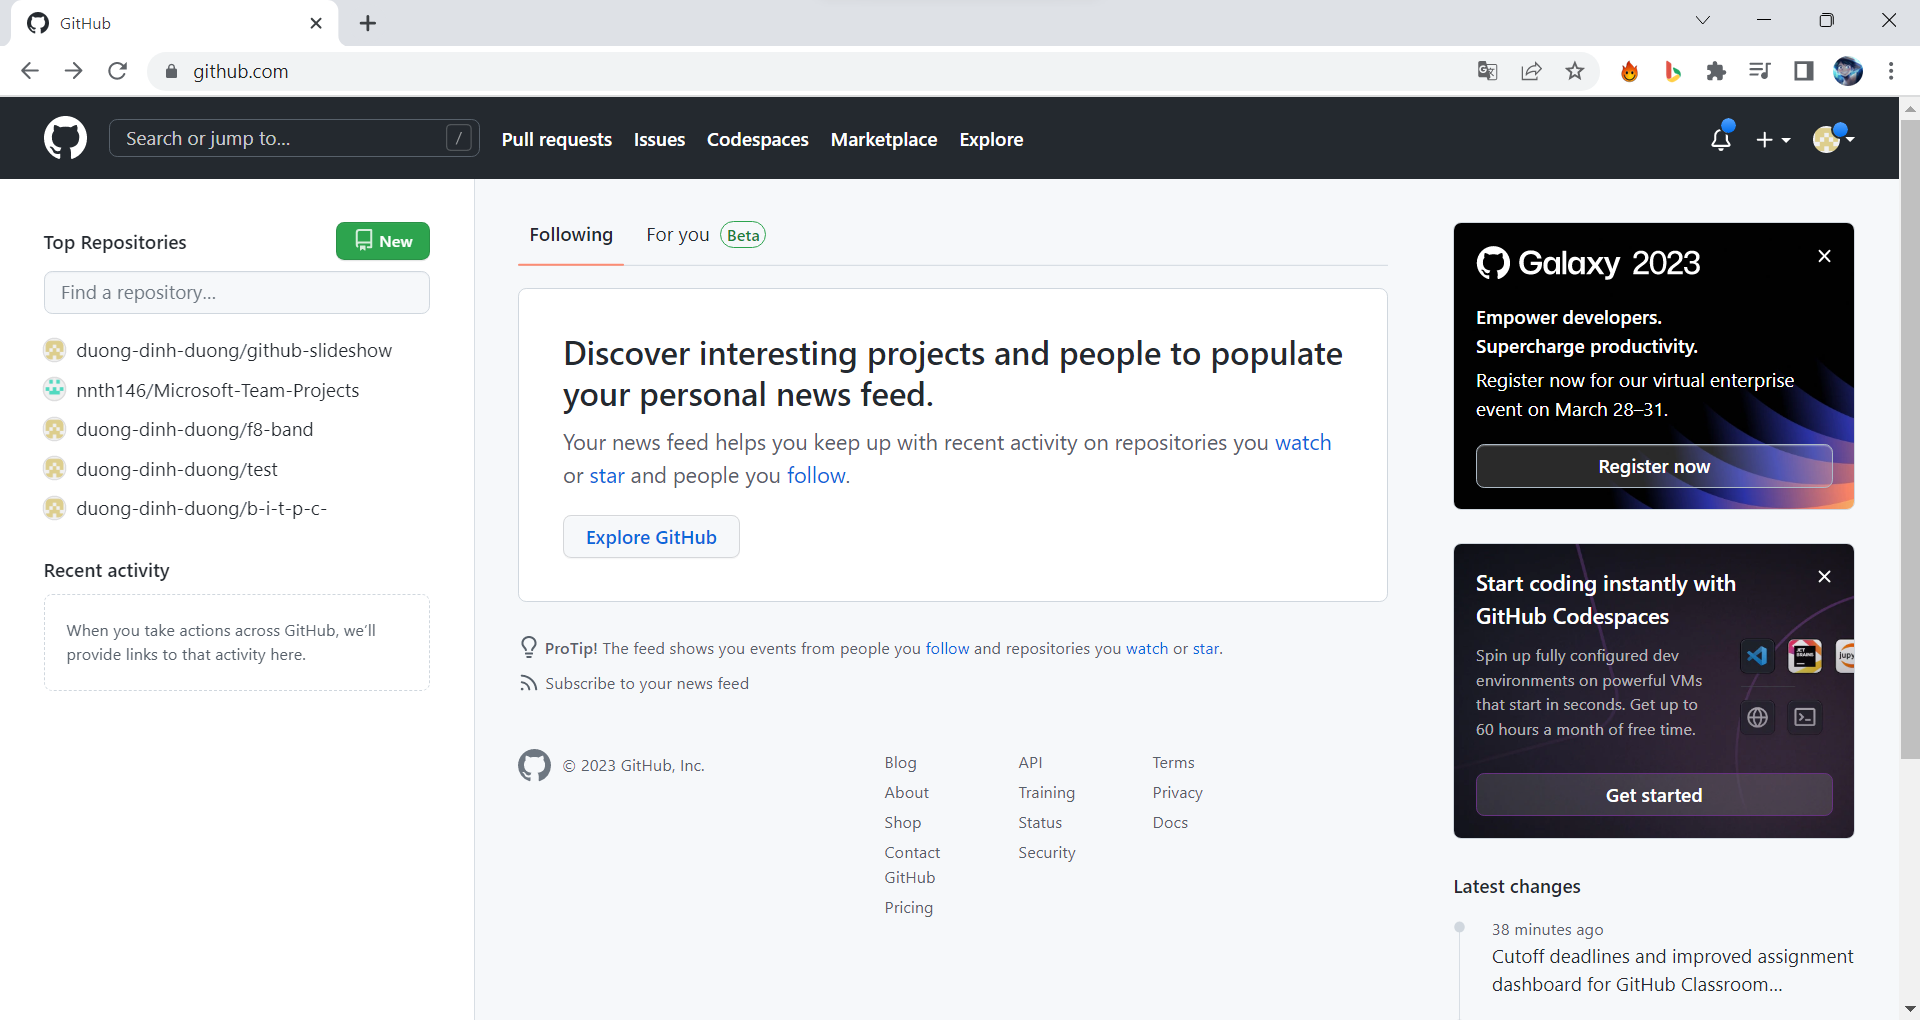 GitHub
github.com
Search or jump to...
/
Pull requests
Issues
Codespaces
Marketplace
Explore
Top Repositories
New
Find a repository...
duong-dinh-duong/github-slideshow
nnth146/Microsoft-Team-Projects
duong-dinh-duong/f8-band
duong-dinh-duong/test
duong-dinh-duong/b-i-t-p-c-
Recent activity
When you take actions across GitHub, we'll
provide links to that activity here.
Following
For you
Beta
Discover interesting projects and people to populate
your personal news feed.
Your news feed helps you keep up with recent activity on repositories you watch
or star and people you follow.
Explore GitHub
ProTip! The feed shows you events from people you follow and repositories you watch or star.
Subscribe to your news feed
© 2023 GitHub, Inc.
Blog
About
Shop
Contact
GitHub
Pricing
API
Training
Status
Security
Terms
Privacy
Docs
Galaxy 2023
Empower developers.
Supercharge productivity.
Register now for our virtual enterprise
event on March 28–31.
Register now
Start coding instantly with
GitHub Codespaces
Spin up fully configured dev
environments on powerful VMs
that start in seconds. Get up to
60 hours a month of free time.
JET
BRAINS
jupy
Get started
Latest changes
38 minutes ago
Cutoff deadlines and improved assignment
dashboard for GitHub Classroom...